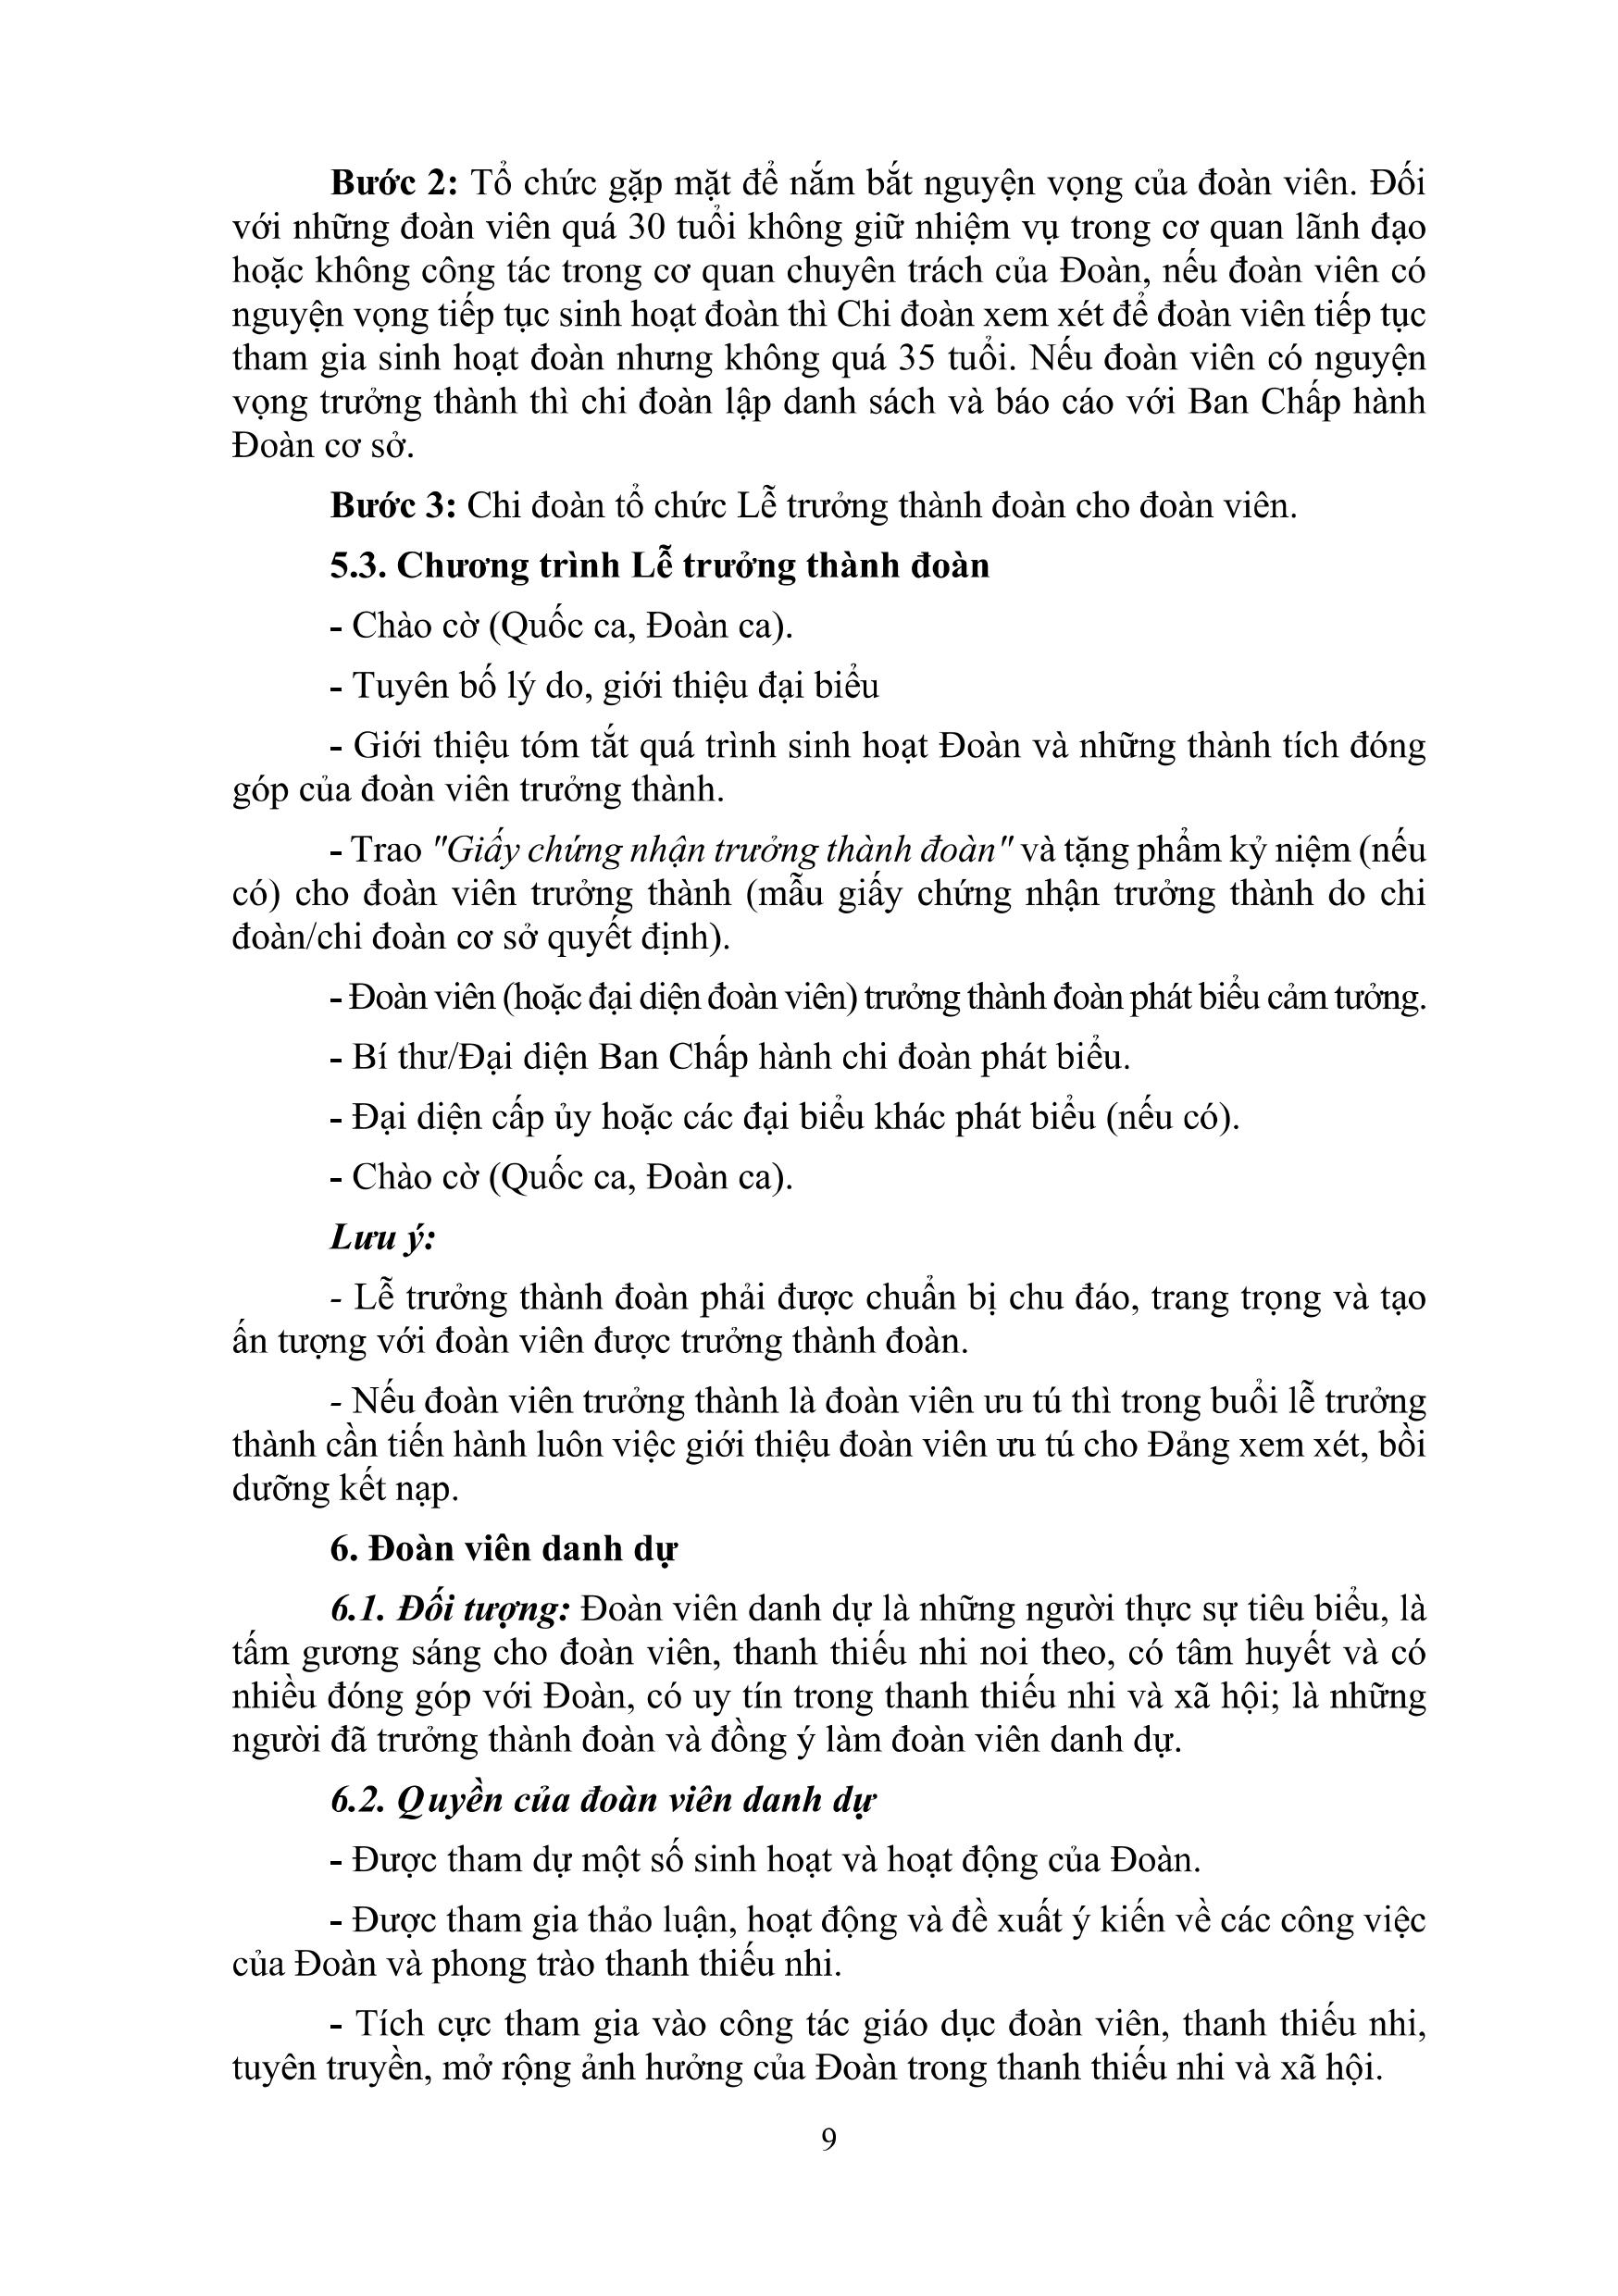 Bước 2: Tổ chức gặp mặt để nắm bắt nguyện vọng của đoàn viên. Đối
với những đoàn viên quá 30 tuổi không giữ nhiệm vụ trong cơ quan lãnh đạo
hoặc không công tác trong cơ quan chuyên trách của Đoàn, nếu đoàn viên có
nguyện vọng tiếp tục sinh hoạt đoàn thì Chi đoàn xem xét để đoàn viên tiếp tục
tham gia sinh hoạt đoàn nhưng không quá 35 tuổi. Nếu đoàn viên có nguyện
vọng trưởng thành thì chi đoàn lập danh sách và báo cáo với Ban Chấp hành
Đoàn cơ sở.
Bước 3: Chi đoàn tổ chức Lễ trưởng thành đoàn cho đoàn viên.
5.3. Chương trình Lễ trưởng thành đoàn
- Chào cờ (Quốc ca, Đoàn ca).
- Tuyên bố lý do, giới thiệu đại biểu
- Giới thiệu tóm tắt quá trình sinh hoạt Đoàn và những thành tích đóng
góp của đoàn viên trưởng thành.
- Trao "Giấy chứng nhận trưởng thành đoàn" và tặng phẩm kỷ niệm (nếu
có) cho đoàn viên trưởng thành (mẫu giấy chứng nhận trưởng thành do chi
đoàn/chi đoàn cơ sở quyết định).
- Đoàn viên (hoặc đại diện đoàn viên) trưởng thành đoàn phát biểu cảm tưởng.
- Bí thư/Đại diện Ban Chấp hành chi đoàn phát biểu.
- Đại diện cấp ủy hoặc các đại biểu khác phát biểu (nếu có).
- Chào cờ (Quốc ca, Đoàn ca).
Lưu ý:
- Lễ trưởng thành đoàn phải được chuẩn bị chu đáo, trang trọng và tạo
ấn tượng với đoàn viên được trưởng thành đoàn.
- Nếu đoàn viên trưởng thành là đoàn viên ưu tú thì trong buổi lễ trưởng
thành cần tiến hành luôn việc giới thiệu đoàn viên ưu tú cho Đảng xem xét, bồi
dưỡng kết nạp.
6. Đoàn viên danh dự
6.1. Đối tượng: Đoàn viên danh dự là những người thực sự tiêu biểu, là
tấm gương sáng cho đoàn viên, thanh thiếu nhi noi theo, có tâm huyết và có
nhiều đóng góp với Đoàn, có uy tín trong thanh thiếu nhi và xã hội; là những
người đã trưởng thành đoàn và đồng ý làm đoàn viên danh dự.
6.2. Quyền của đoàn viên danh dự
- Được tham dự một số sinh hoạt và hoạt động của Đoàn.
- Được tham gia thảo luận, hoạt động và đề xuất ý kiến về các công việc
của Đoàn và phong trào thanh thiếu nhi.
- Tích cực tham gia vào công tác giáo dục đoàn viên, thanh thiếu nhi,
tuyên truyền, mở rộng ảnh hưởng của Đoàn trong thanh thiếu nhi và xã hội.
9